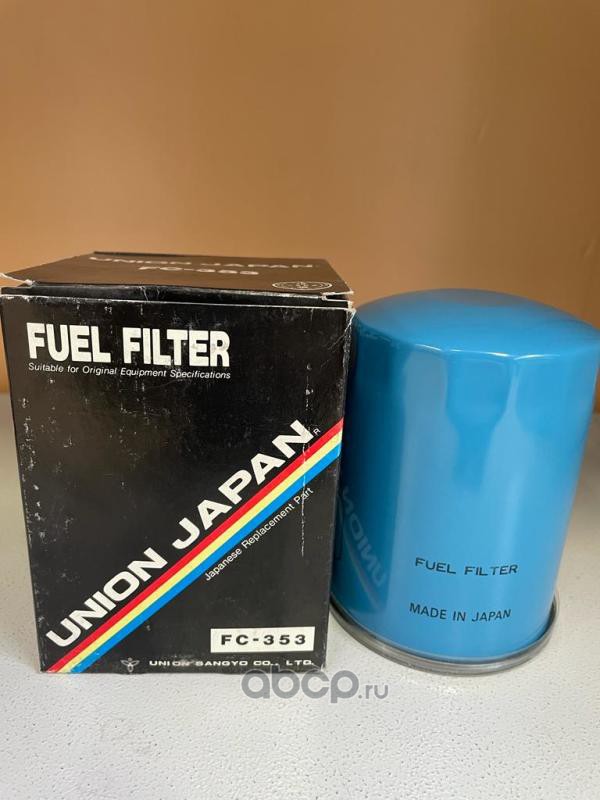 UNION JAPAN
FC-353
FUEL FILTER
Suitable for Original Equipment Specifications
UNION JAPAN R
Japanese Replacement Part
FC-353
UNION SANGYO CO., LTD.
UNION
FUEL FILTER
MADE IN JAPAN
abcp.ru